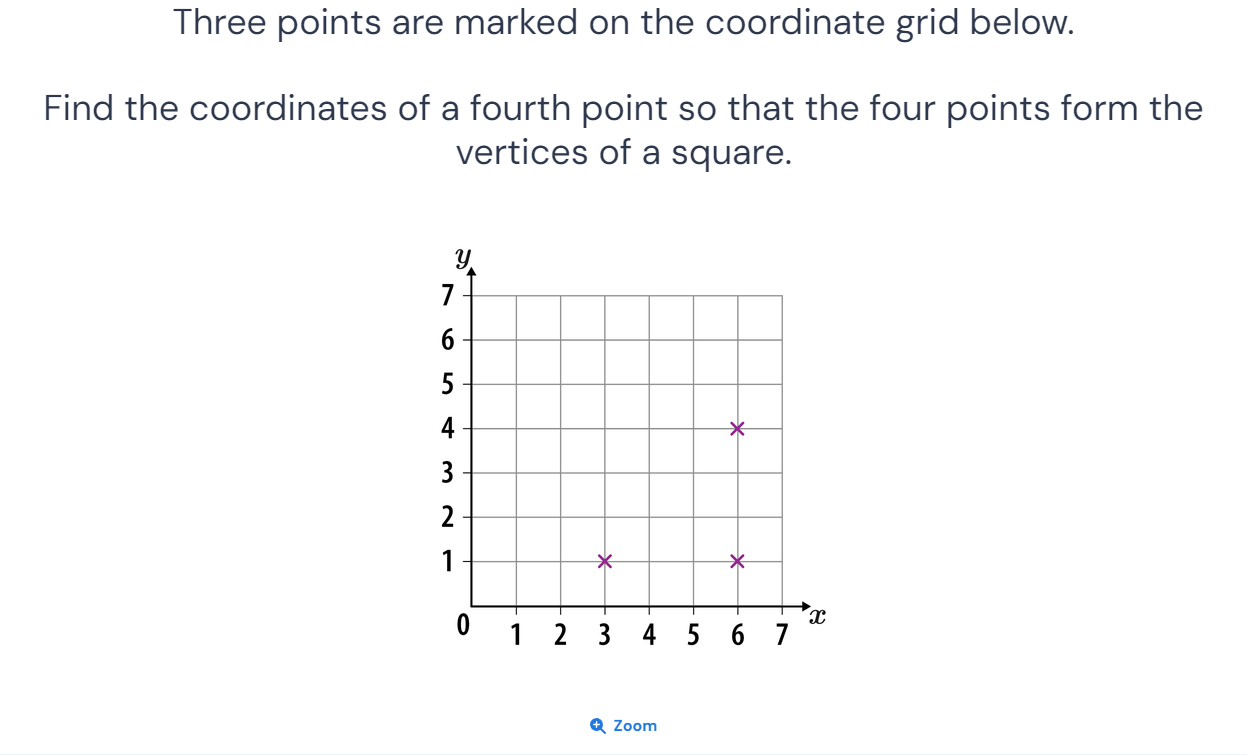 Three points are marked on the coordinate grid below.
Find the coordinates of a fourth point so that the four points form the
vertices of a square.
y
7
6
5
4
3
2
1
0
1 2 3 4 5 6 7
x
Zoom